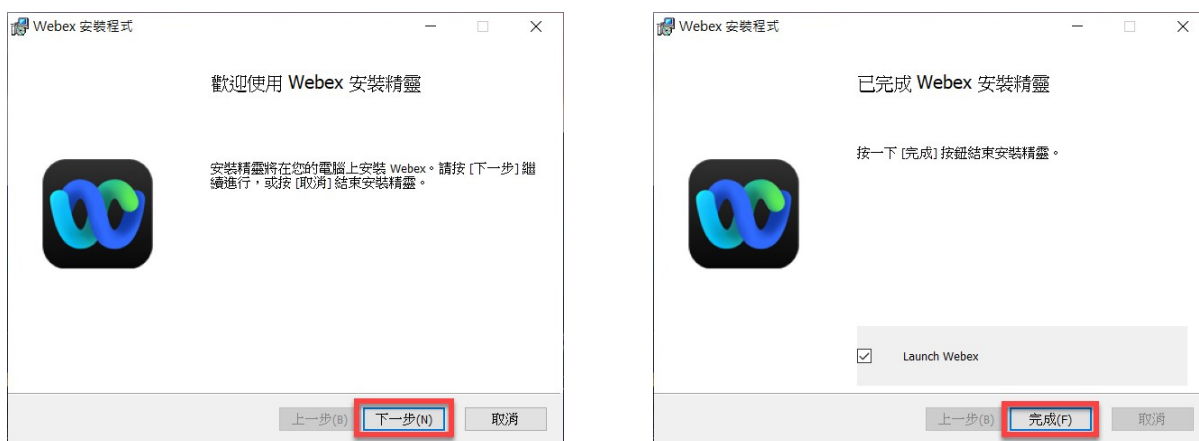 Webex 安裝程式
歡迎使用 Webex 安裝精靈
安裝精靈將在您的電腦上安裝 Webex。請按 [下一步] 繼
續進行，或按 [取消] 結束安裝精靈。
上一步(B)
下一步(N)
取消
Webex 安裝程式
已完成 Webex 安裝精靈
按一下 [完成] 按鈕結束安裝精靈。
Launch Webex
上一步(B)
完成(F)
取消